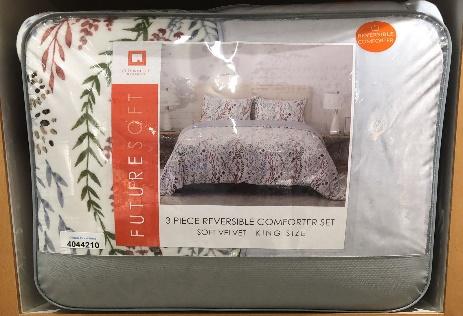 REVERSIBLE
COMFORTER
FUTURESOFT
3 PIECE REVERSIBLE COMFORTER SET
SOFT VELVET KING SIZE
4044210